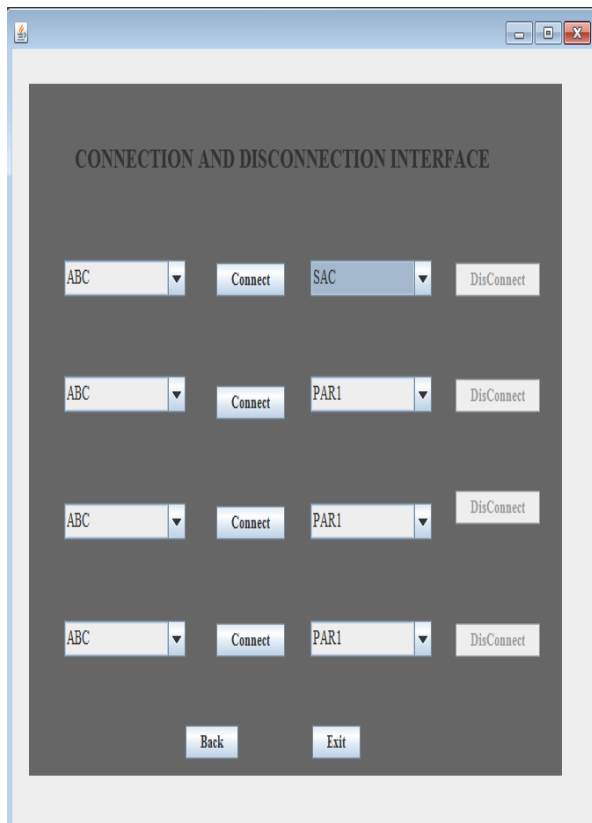 CONNECTION AND DISCONNECTION INTERFACE
ABC Connect SAC DisConnect
ABC Connect PAR1 DisConnect
ABC Connect PAR1 DisConnect
ABC Connect PAR1 DisConnect
Back Exit